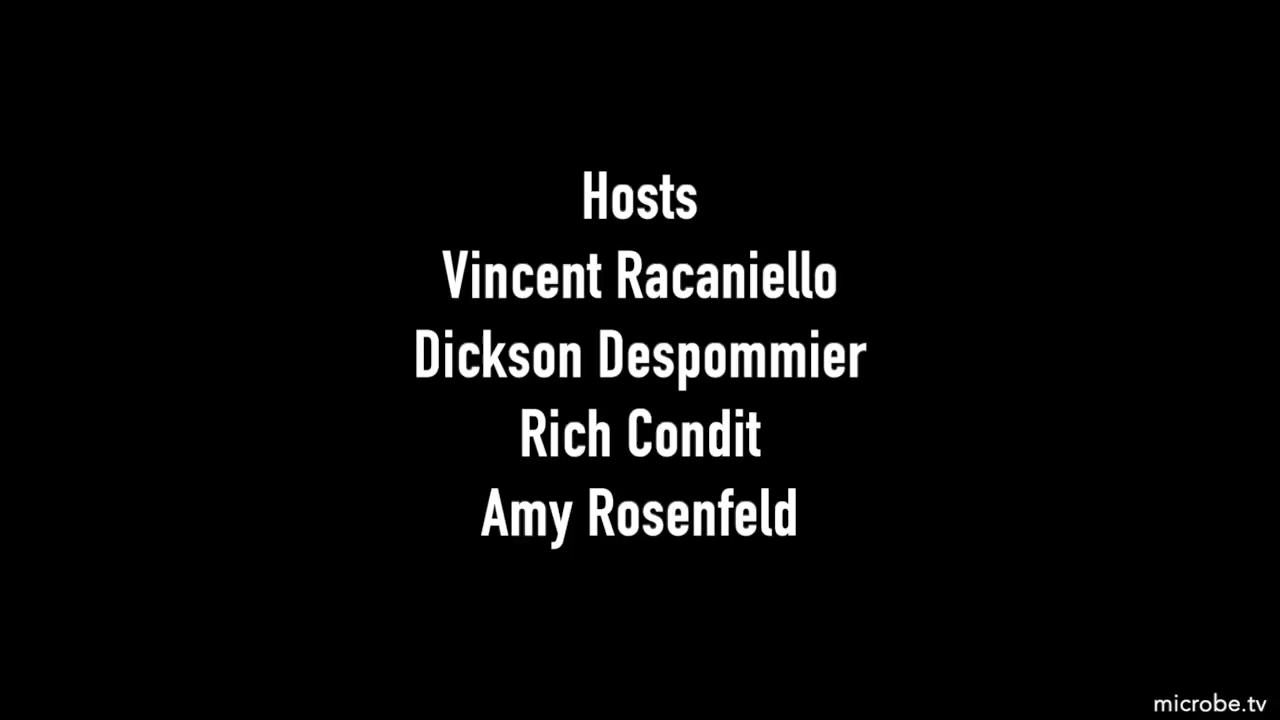 Hosts
Vincent Racaniello
Dickson Despommier
Rich Condit
Amy Rosenfeld
microbe.tv